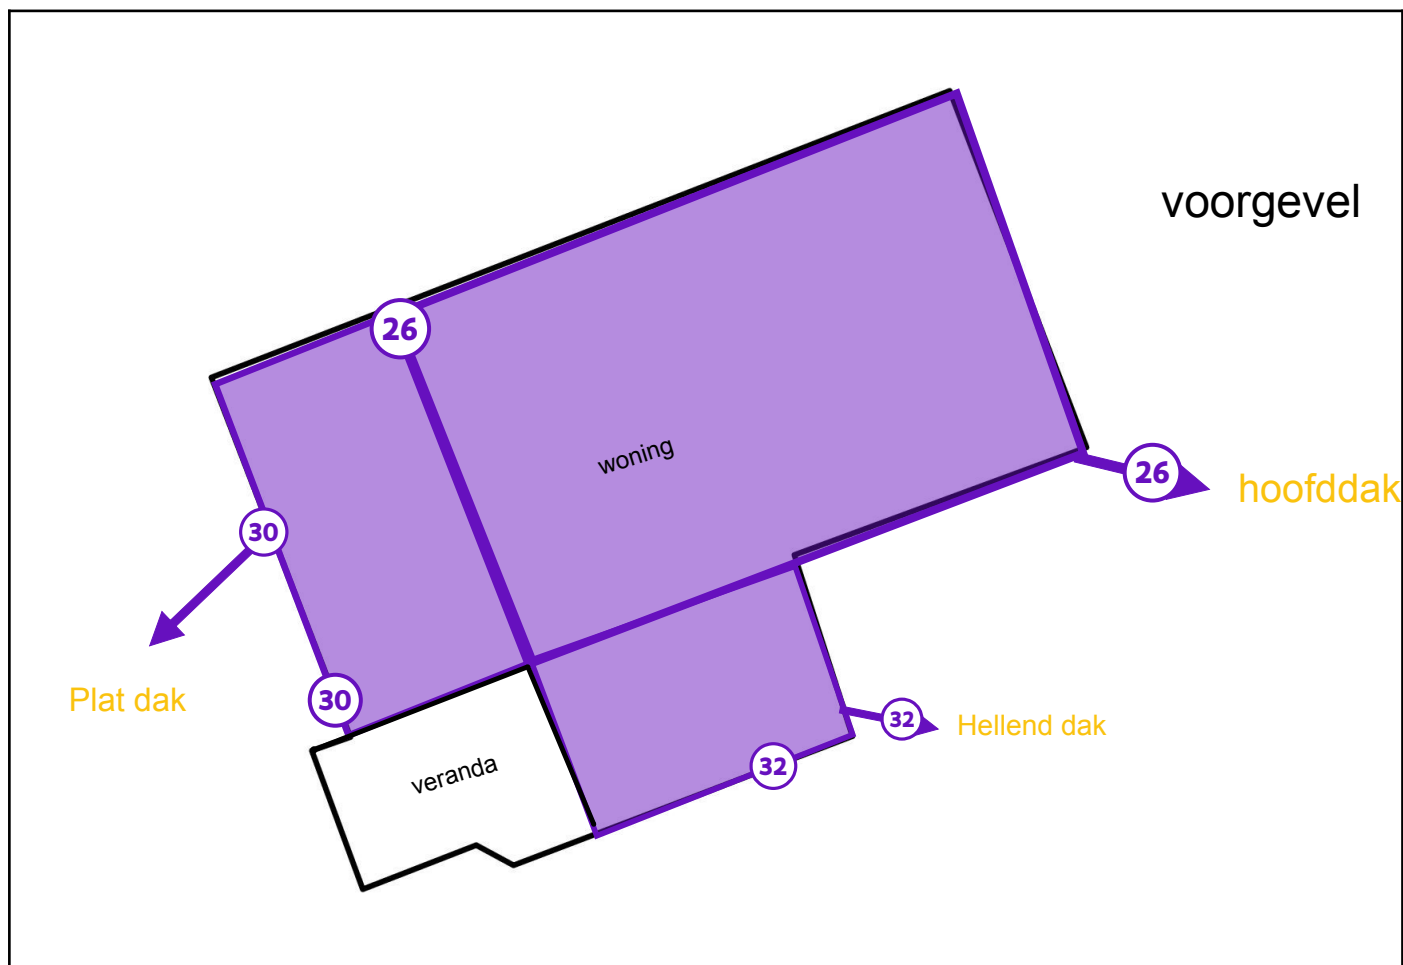 voorgevel
26
woning
26
hoofddak
30
30
Plat dak
32
Hellend dak
32
veranda